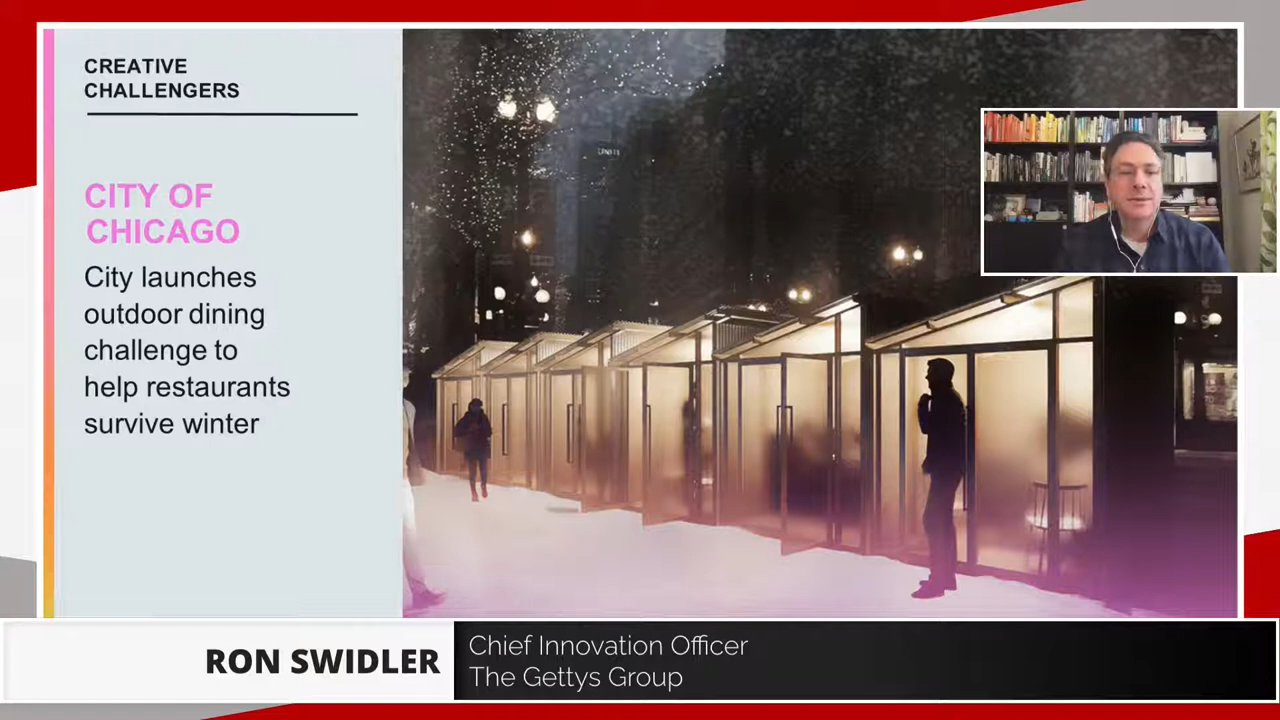 CREATIVE
CHALLENGERS
CITY OF
CHICAGO
City launches
outdoor dining
challenge to
help restaurants
survive winter
RON SWIDLER
Chief Innovation Officer
The Gettys Group